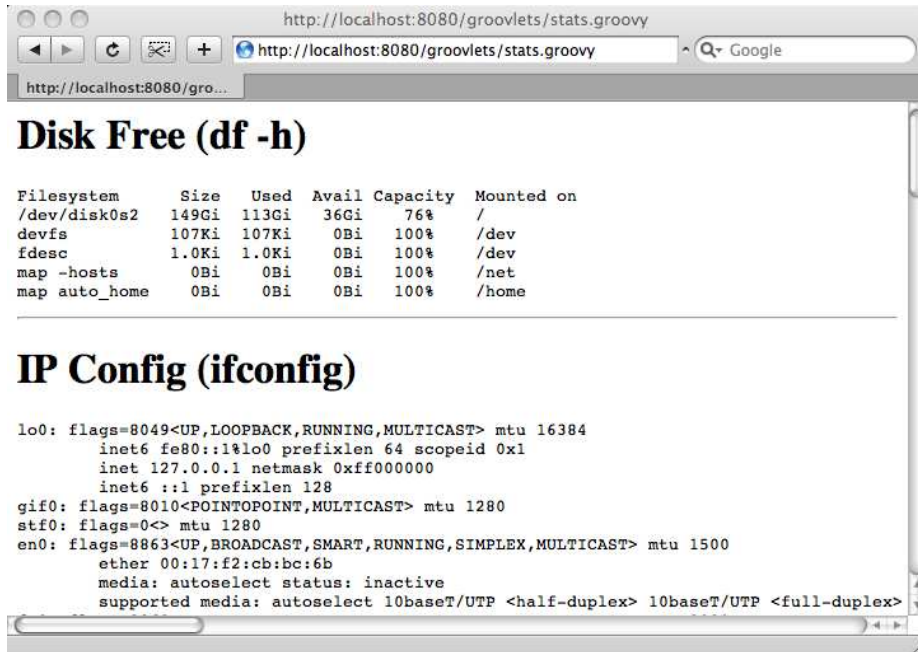 http://localhost:8080/groovlets/stats.groovy
http://localhost:8080/groovlets/stats.groovy Google
http://localhost:8080/gro...
Disk Free (df -h)
Filesystem Size Used Avail Capacity Mounted on
/dev/disk0s2 149Gi 113Gi 36Gi 76% /
devfs 107Ki 107Ki 0Bi 100% /dev
fdesc 1.0Ki 1.0Ki 0Bi 100% /dev
map -hosts 0Bi 0Bi 0Bi 100% /net
map auto_home 0Bi 0Bi 0Bi 100% /home
IP Config (ifconfig)
lo0: flags=8049<UP,LOOPBACK,RUNNING,MULTICAST> mtu 16384
inet6 fe80::1%lo0 prefixlen 64 scopeid 0x1
inet 127.0.0.1 netmask 0xff000000
inet6 ::1 prefixlen 128
gif0: flags=8010<POINTOPOINT,MULTICAST> mtu 1280
stf0: flags=0<> mtu 1280
en0: flags=8863<UP,BROADCAST,SMART,RUNNING,SIMPLEX,MULTICAST> mtu 1500
ether 00:17:f2:cb:bc:6b
media: autoselect status: inactive
supported media: autoselect 10baseT/UTP <half-duplex> 10baseT/UTP <full-duplex>